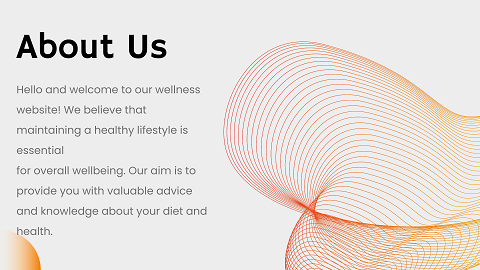 About Us
Hello and welcome to our wellness
website! We believe that
maintaining a healthy lifestyle is
essential
for overall wellbeing. Our aim is to
provide you with valuable advice
and knowledge about your diet and
health.